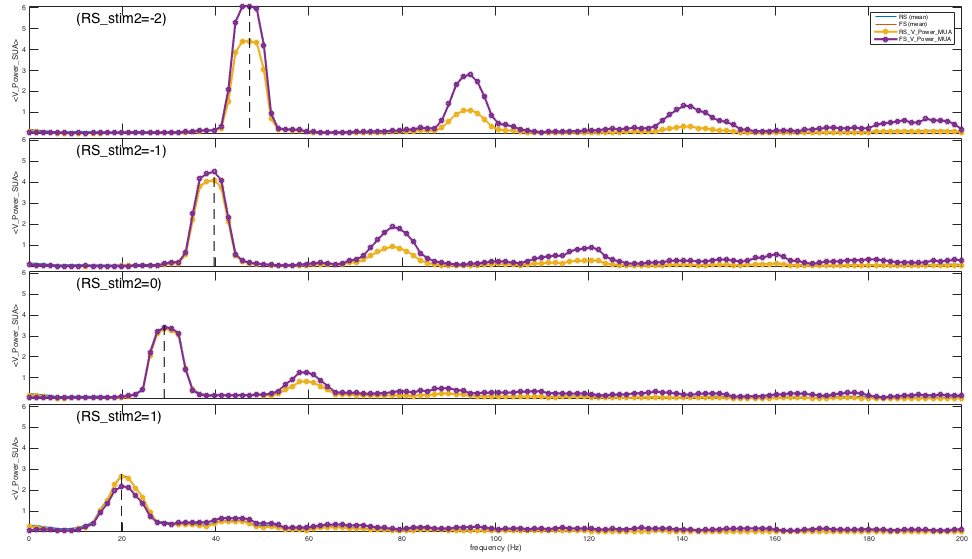 (RS_stim2=-2)
<V_Power_SUA>
6
5
4
3
2
1
RS (mean)
FS (mean)
RS_V_Power_MUA
FS_V_Power_MUA
(RS_stim2=-1)
<V_Power_SUA>
6
5
4
3
2
1
(RS_stim2=0)
<V_Power_SUA>
6
5
4
3
2
1
(RS_stim2=1)
<V_Power_SUA>
6
5
4
3
2
1
0 20 40 60 80 100 120 140 160 180 200
frequency (Hz)